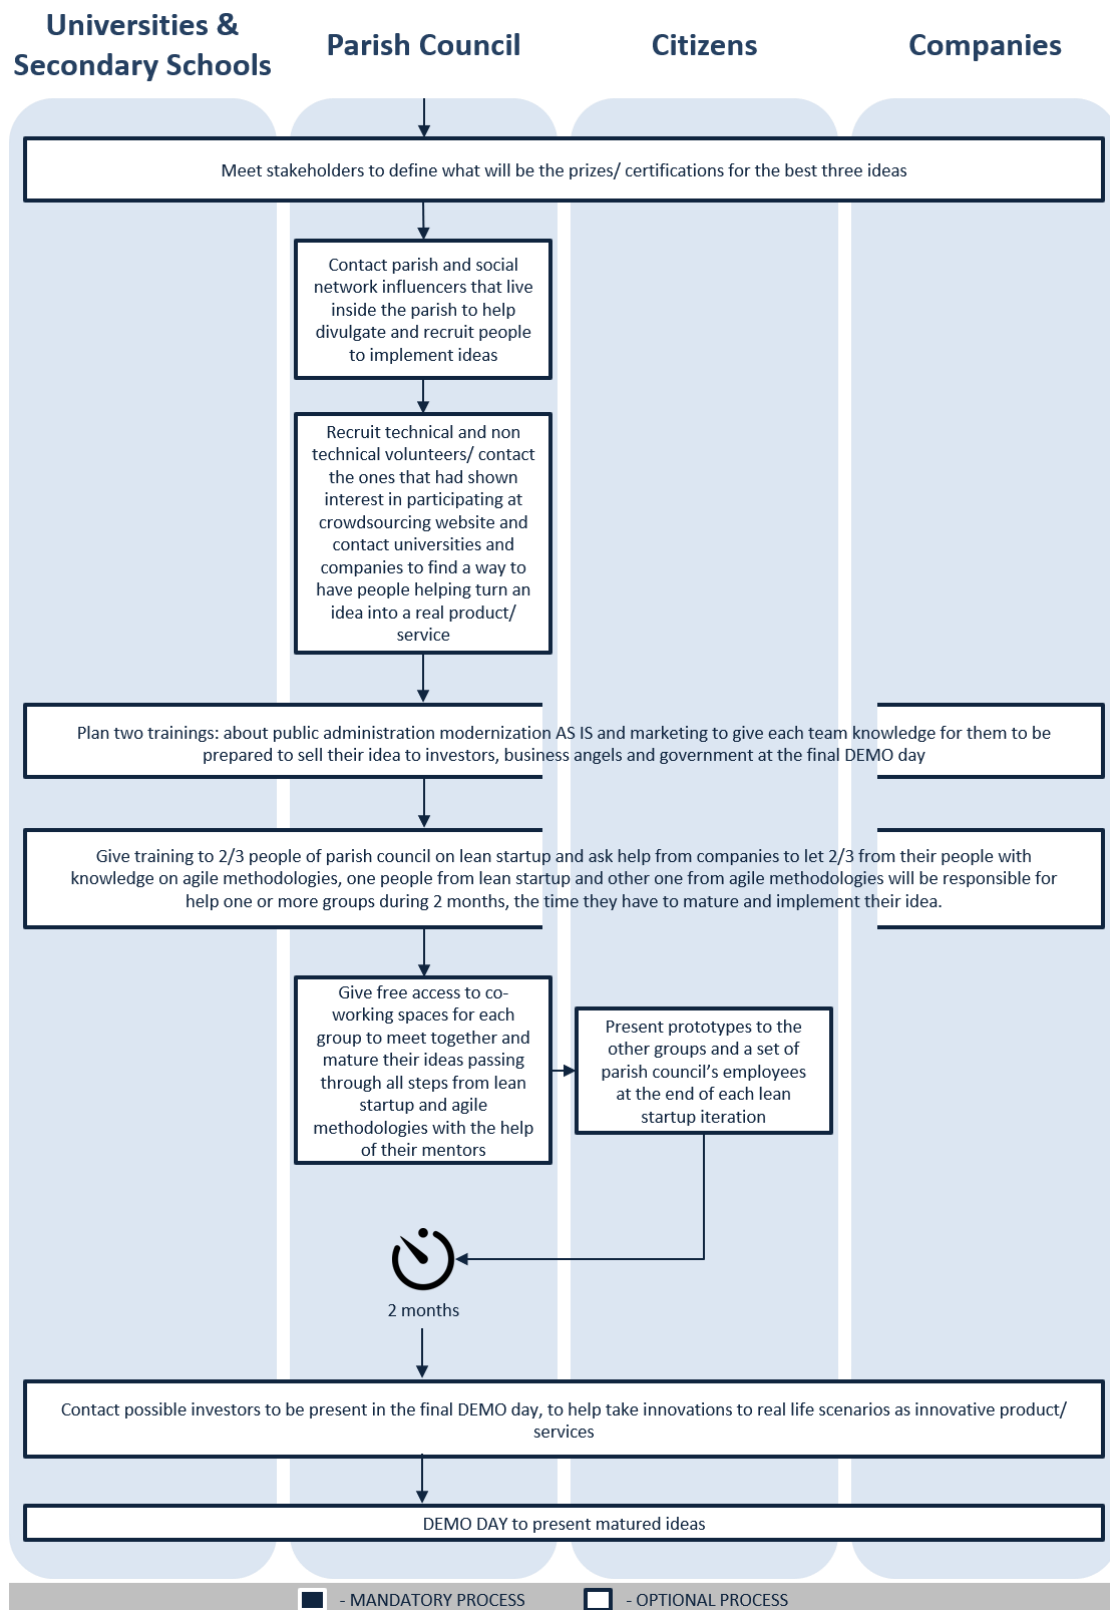 Universities &
Secondary Schools
Parish Council
Citizens
Companies
Meet stakeholders to define what will be the prizes/ certifications for the best three ideas
Contact parish and social
network influencers that live
inside the parish to help
divulgate and recruit people
to implement ideas
Recruit technical and non
technical volunteers/ contact
the ones that had shown
interest in participating at
crowdsourcing website and
contact universities and
companies to find a way to
have people helping turn an
idea into a real product/
service
Plan two trainings: about public administration modernization AS IS and marketing to give each team knowledge for them to be
prepared to sell their idea to investors, business angels and government at the final DEMO day
Give training to 2/3 people of parish council on lean startup and ask help from companies to let 2/3 from their people with
knowledge on agile methodologies, one people from lean startup and other one from agile methodologies will be responsible for
help one or more groups during 2 months, the time they have to mature and implement their idea.
Give free access to co-
working spaces for each
group to meet together and
mature their ideas passing
through all steps from lean
startup and agile
methodologies with the help
of their mentors
Present prototypes to the
other groups and a set of
parish council’s employees
at the end of each lean
startup iteration
2 months
Contact possible investors to be present in the final DEMO day, to help take innovations to real life scenarios as innovative product/
services
DEMO DAY to present matured ideas
- MANDATORY PROCESS
- OPTIONAL PROCESS